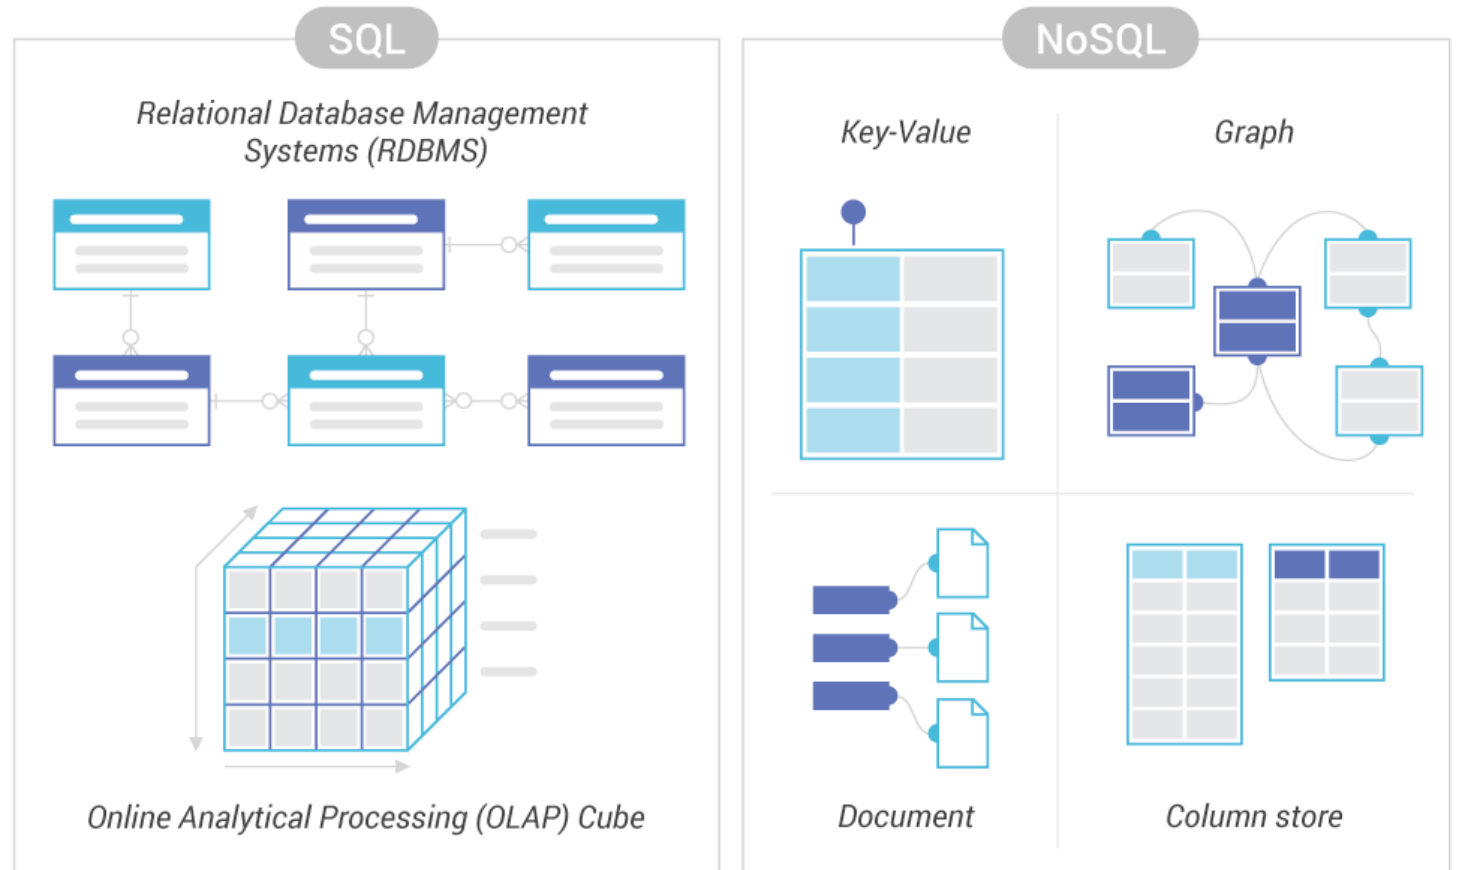 SQL
Relational Database Management
Systems (RDBMS)
Online Analytical Processing (OLAP) Cube
NoSQL
Key-Value
Graph
Document
Column store